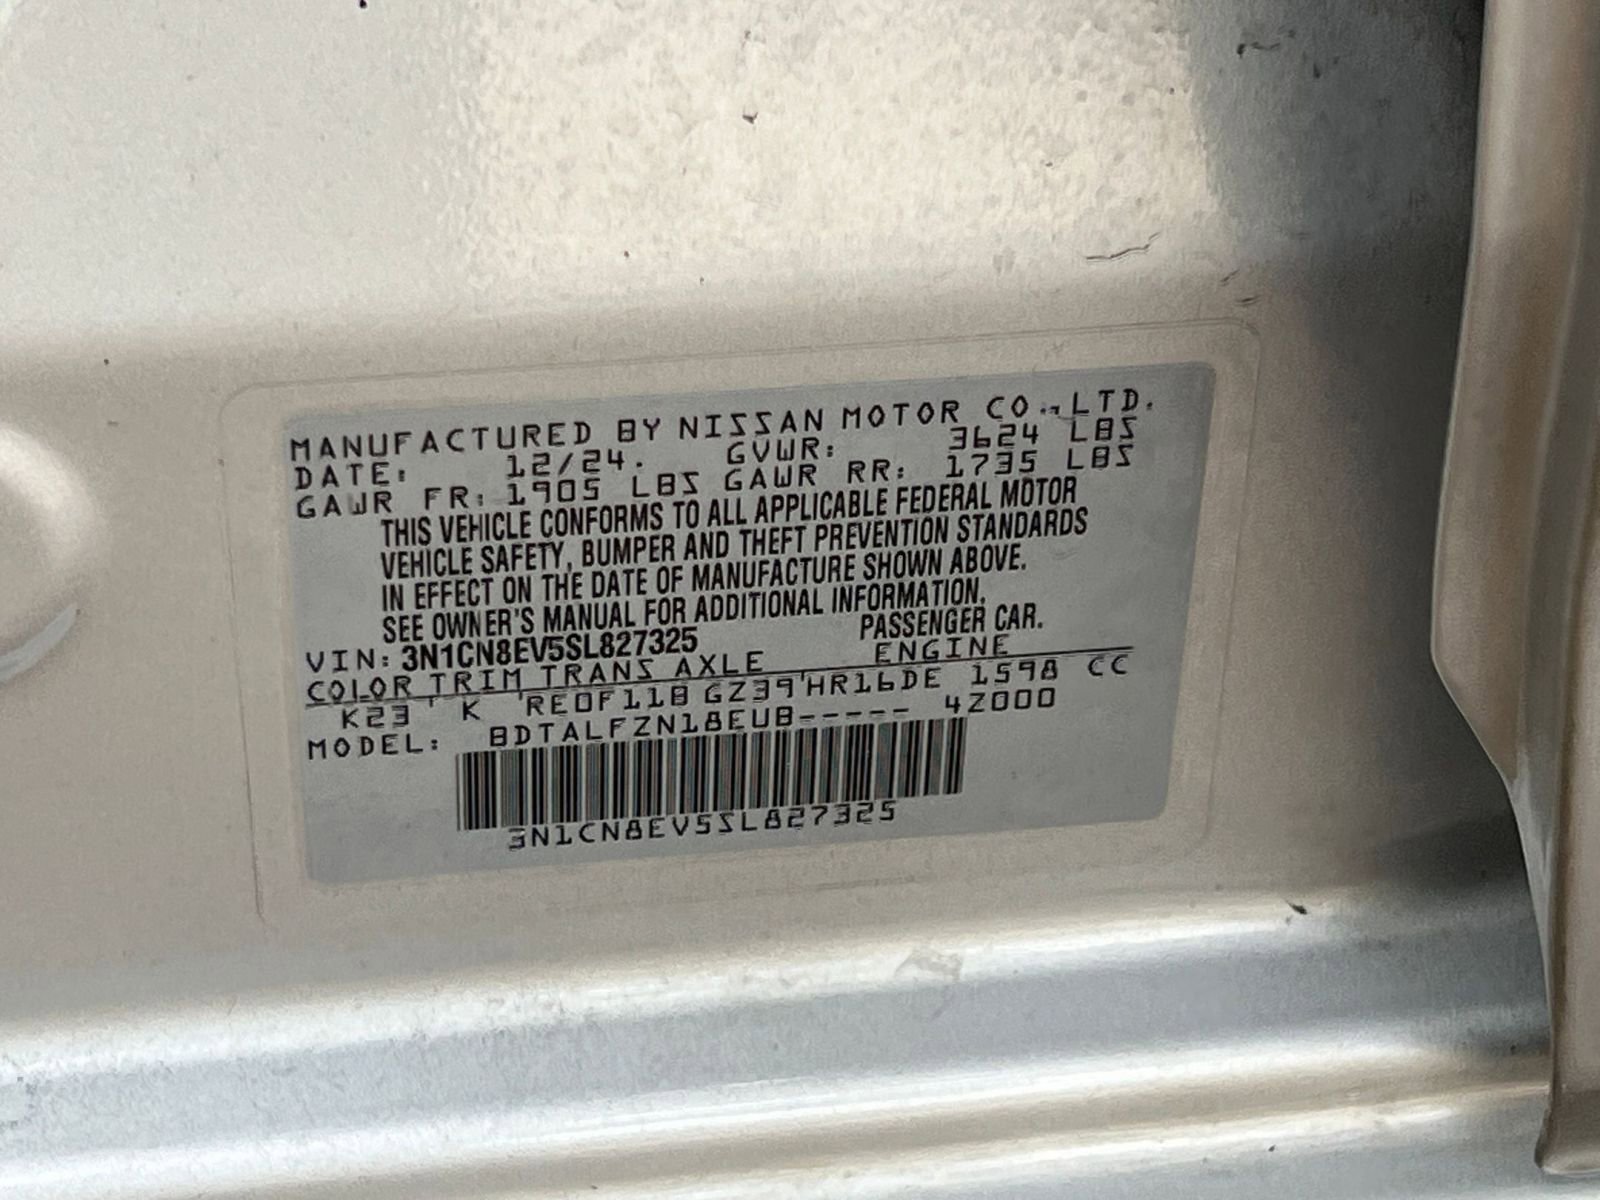 MANUFACTURED BY NISSAN MOTOR CO., LTD.
DATE: 12/24. GVWR: 3624 LBS
GAWR FR: 1905 LBS GAWR RR: 1735 LBS
THIS VEHICLE CONFORMS TO ALL APPLICABLE FEDERAL MOTOR
VEHICLE SAFETY, BUMPER AND THEFT PREVENTION STANDARDS
IN EFFECT ON THE DATE OF MANUFACTURE SHOWN ABOVE.
SEE OWNER'S MANUAL FOR ADDITIONAL INFORMATION.
VIN: 3N1CN8EV5SL827325 PASSENGER CAR.
COLOR TRIM TRANS AXLE ENGINE
K23 K RE0F11B GZ39 HR16DE 1598 CC
MODEL: BDTALFZN18EUB----- 4Z000
3N1CN8EV5SL827325